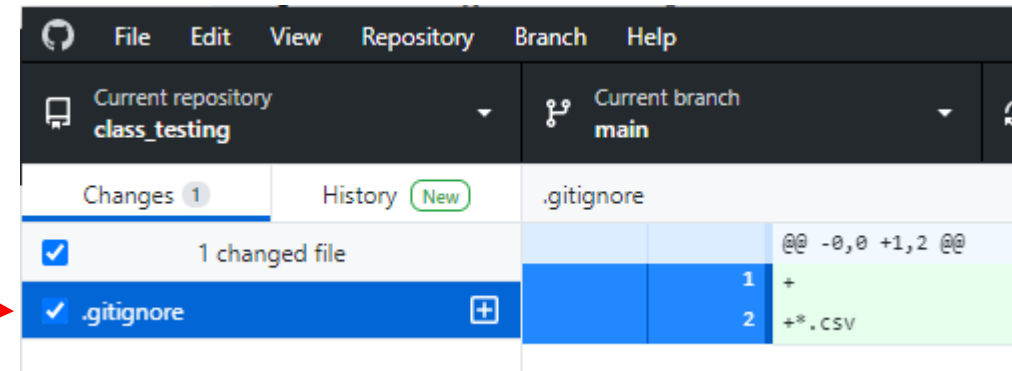 File Edit View Repository Branch Help
Current repository
class_testing
Current branch
main
Changes 1 History New
.gitignore
1 changed file
@@ -0,0 +1,2 @@
.gitignore
1 +
2 +*.csv